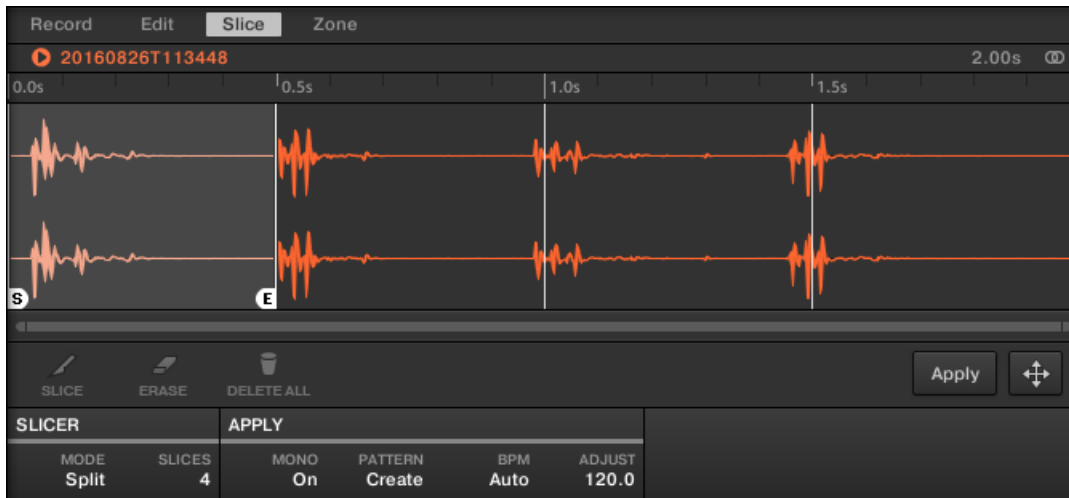 Record Edit Slice Zone
20160826T113448 2.00s
0.0s 0.5s 1.0s 1.5s
S E
SLICE ERASE DELETE ALL Apply
SLICER APPLY
MODE SLICES MONO PATTERN BPM ADJUST
Split 4 On Create Auto 120.0